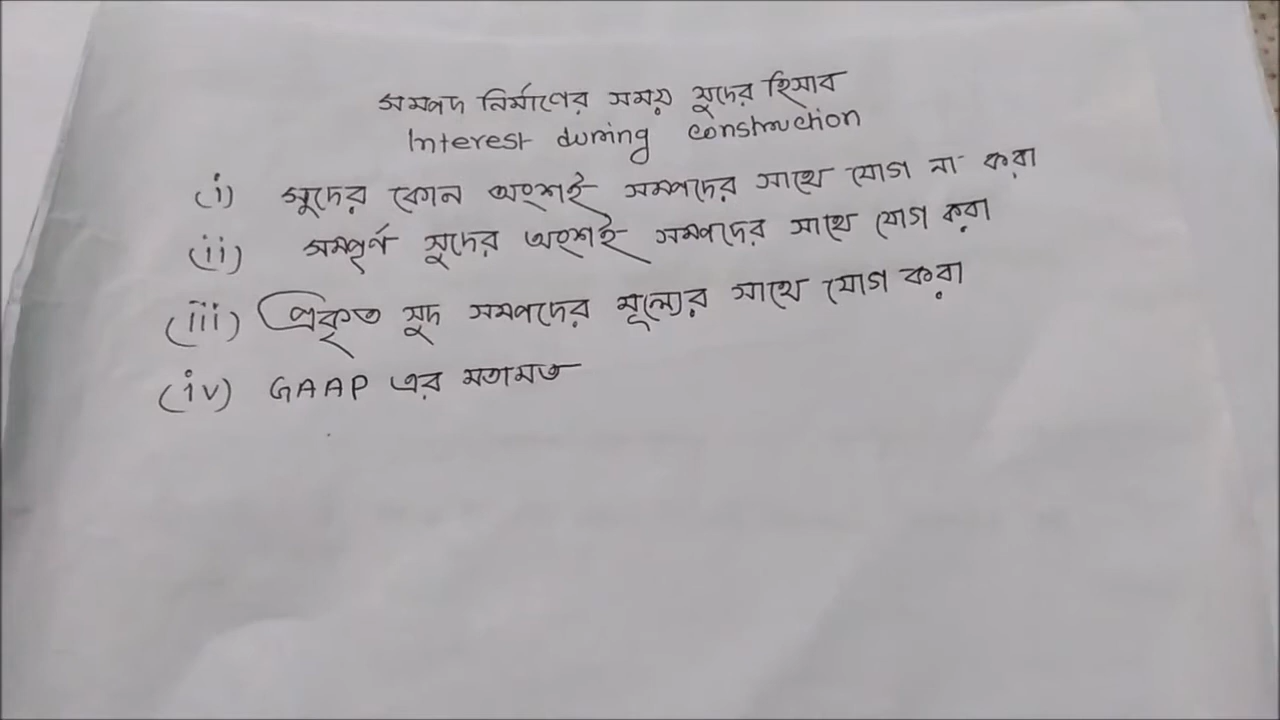 সম্পদ নির্মাণের সময় সুদের হিসাব
Interest during construction
(i) সুদের কোন অংশই সম্পদের সাথে যোগ না করা
(ii) সম্পূর্ণ সুদের অংশই সম্পদের সাথে যোগ করা
(iii) প্রকৃত সুদ সম্পদের মূল্যের সাথে যোগ করা
(iv) GAAP এর মতামত